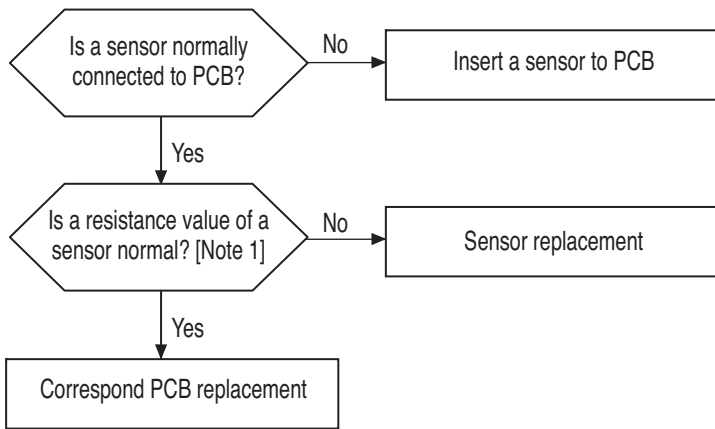 Is a sensor normally
connected to PCB?
No
Insert a sensor to PCB
Yes
Is a resistance value of a
sensor normal? [Note 1]
No
Sensor replacement
Yes
Correspond PCB replacement